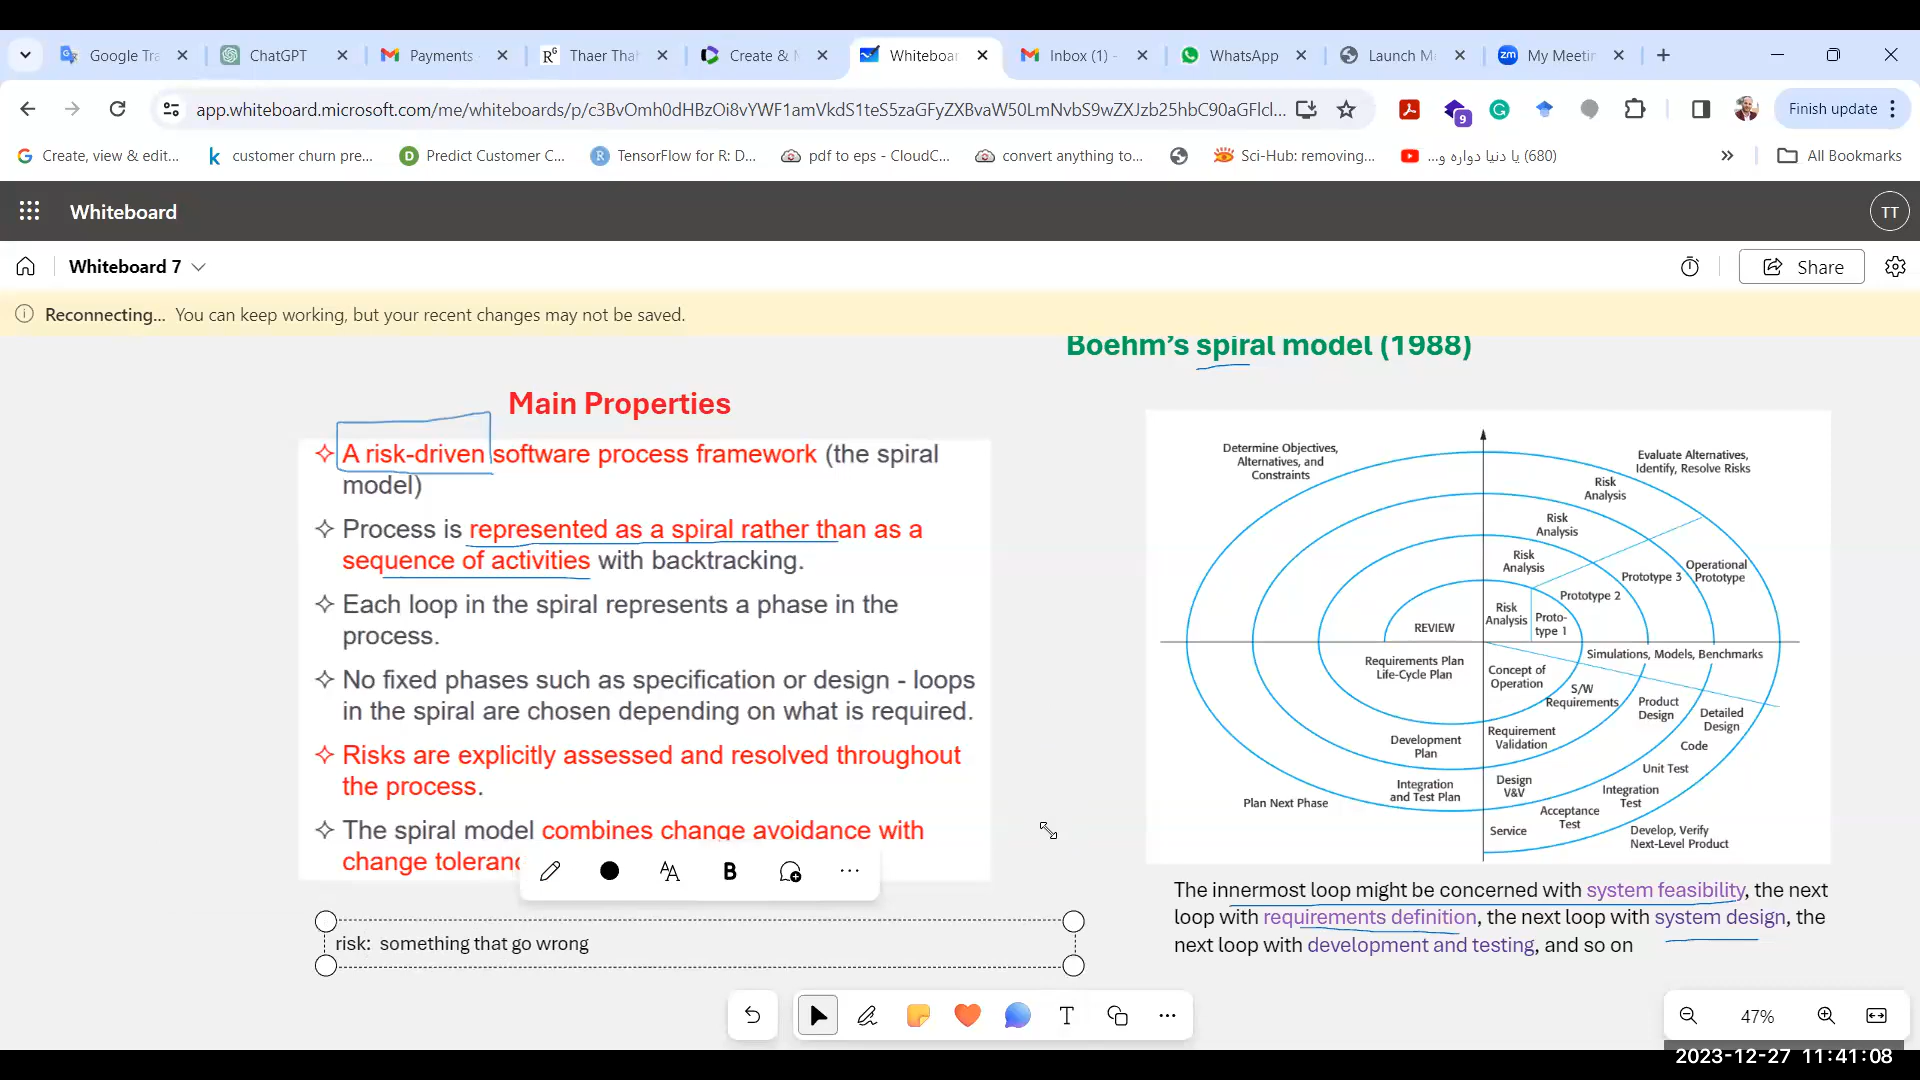 Google Tra
ChatGPT
Payments
Thaer Tha
Create &
Whiteboar
Inbox (1) -
WhatsApp
Launch M
My Meetin
app.whiteboard.microsoft.com/me/whiteboards/p/c3BvOmh0dHBzOi8vYWF1amVkdS1teS5zaGFyZXBvaW50LmNvbS9wZXJzb25hbC90aGFlcl...
9
Finish update
Create, view & edit...
customer churn pre...
Predict Customer C...
TensorFlow for R: D...
pdf to eps - CloudC...
convert anything to...
Sci-Hub: removing...
(680) يا دنيا دواره و...
All Bookmarks
Whiteboard
TT
Whiteboard 7
Share
Reconnecting... You can keep working, but your recent changes may not be saved.
Boehm's spiral model (1988)
Main Properties
A risk-driven software process framework (the spiral
model)
Process is represented as a spiral rather than as a
sequence of activities with backtracking.
Each loop in the spiral represents a phase in the
process.
No fixed phases such as specification or design - loops
in the spiral are chosen depending on what is required.
Risks are explicitly assessed and resolved throughout
the process.
The spiral model combines change avoidance with
change toleranc
B
risk: something that go wrong
Determine Objectives,
Alternatives, and
Constraints
Evaluate Alternatives,
Identify, Resolve Risks
Risk
Analysis
Risk
Analysis
Risk
Analysis
Risk
Analysis
Proto-
type 1
Prototype 2
Prototype 3
Operational
Prototype
REVIEW
Requirements Plan
Life-Cycle Plan
Concept of
Operation
Simulations, Models, Benchmarks
S/W
Requirements
Product
Design
Detailed
Design
Development
Plan
Requirement
Validation
Code
Unit Test
Integration
and Test Plan
Design
V&V
Integration
Test
Plan Next Phase
Acceptance
Test
Service
Develop, Verify
Next-Level Product
The innermost loop might be concerned with system feasibility, the next
loop with requirements definition, the next loop with system design, the
next loop with development and testing, and so on
47%
2023-12-27 11:41:08